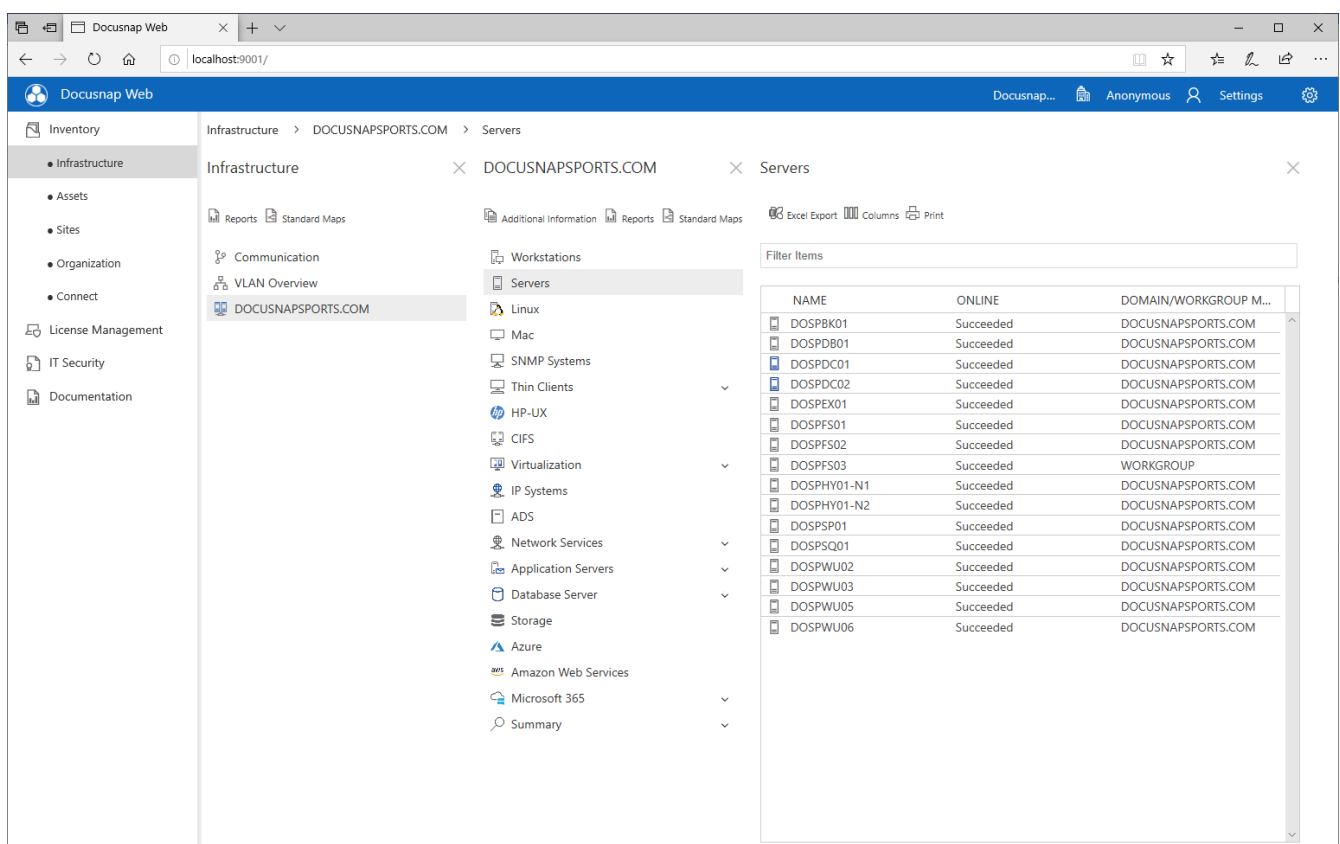 Docusnap Web
localhost:9001/
Docusnap Web
Docusnap...
Anonymous
Settings
Inventory
Infrastructure
Assets
Sites
Organization
Connect
License Management
IT Security
Documentation
Infrastructure > DOCUSNAPSPORTS.COM > Servers
Infrastructure
Reports Standard Maps
Communication
VLAN Overview
DOCUSNAPSPORTS.COM
DOCUSNAPSPORTS.COM
Additional Information Reports Standard Maps
Workstations
Servers
Linux
Mac
SNMP Systems
Thin Clients
hp HP-UX
CIFS
Virtualization
IP Systems
ADS
Network Services
Application Servers
Database Server
Storage
Azure
aws Amazon Web Services
Microsoft 365
Summary
Servers
Excel Export Columns Print
Filter Items
NAME ONLINE DOMAIN/WORKGROUP M...
DOSPBK01 Succeeded DOCUSNAPSPORTS.COM
DOSPDB01 Succeeded DOCUSNAPSPORTS.COM
DOSPDC01 Succeeded DOCUSNAPSPORTS.COM
DOSPDC02 Succeeded DOCUSNAPSPORTS.COM
DOSPEX01 Succeeded DOCUSNAPSPORTS.COM
DOSPFS01 Succeeded DOCUSNAPSPORTS.COM
DOSPFS02 Succeeded DOCUSNAPSPORTS.COM
DOSPFS03 Succeeded WORKGROUP
DOSPHY01-N1 Succeeded DOCUSNAPSPORTS.COM
DOSPHY01-N2 Succeeded DOCUSNAPSPORTS.COM
DOSPSP01 Succeeded DOCUSNAPSPORTS.COM
DOSPSQ01 Succeeded DOCUSNAPSPORTS.COM
DOSPWU02 Succeeded DOCUSNAPSPORTS.COM
DOSPWU03 Succeeded DOCUSNAPSPORTS.COM
DOSPWU05 Succeeded DOCUSNAPSPORTS.COM
DOSPWU06 Succeeded DOCUSNAPSPORTS.COM